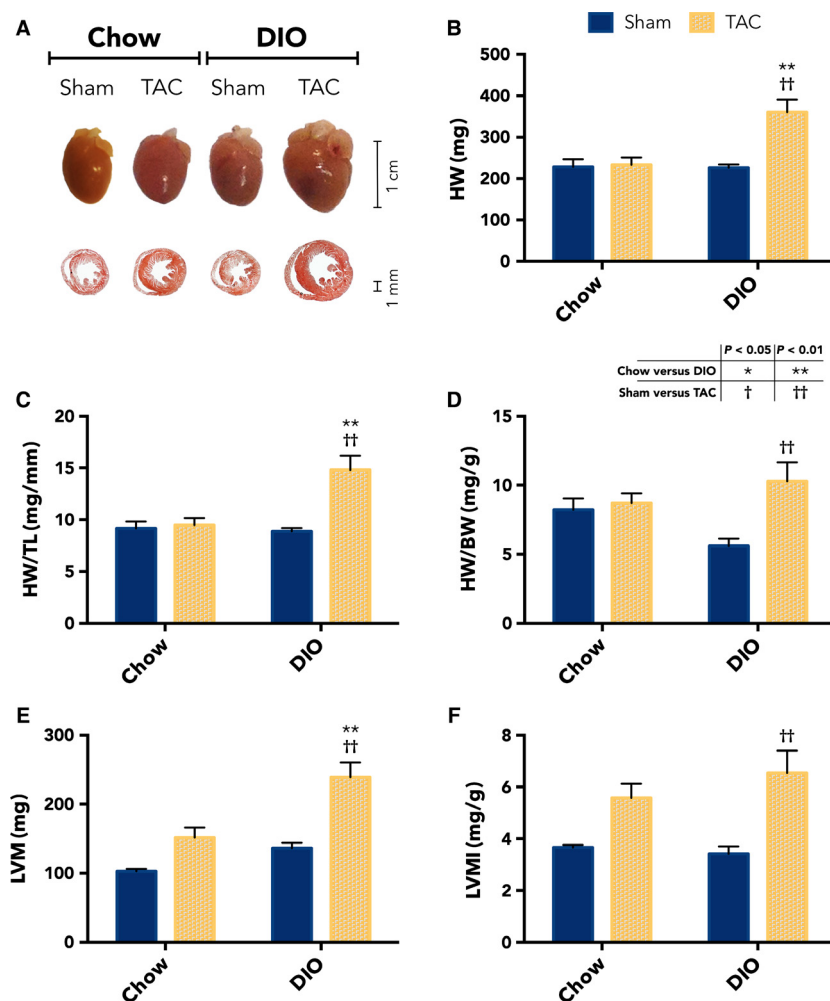 A
Chow DIO
Sham TAC Sham TAC
1 cm
1 mm
Sham TAC
B
HW (mg)
500
400
300
200
100
0
**
††
Chow DIO
P < 0.05 P < 0.01
Chow versus DIO * **
Sham versus TAC † ††
C
HW/TL (mg/mm)
20
15
10
5
0
**
††
Chow DIO
D
HW/BW (mg/g)
15
10
5
0
††
Chow DIO
E
LVM (mg)
300
200
100
0
**
††
Chow DIO
F
LVMI (mg/g)
8
6
4
2
0
††
Chow DIO